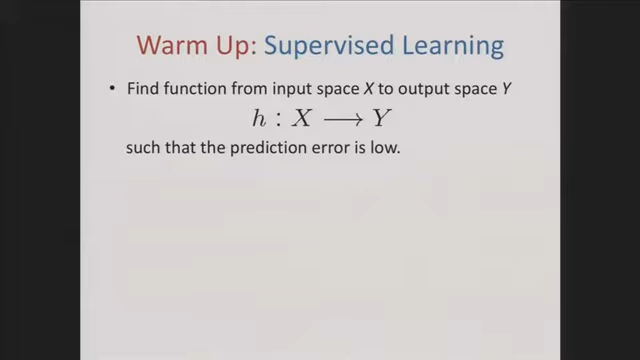 Warm Up: Supervised Learning
• Find function from input space X to output space Y
h : X ⟶ Y
such that the prediction error is low.